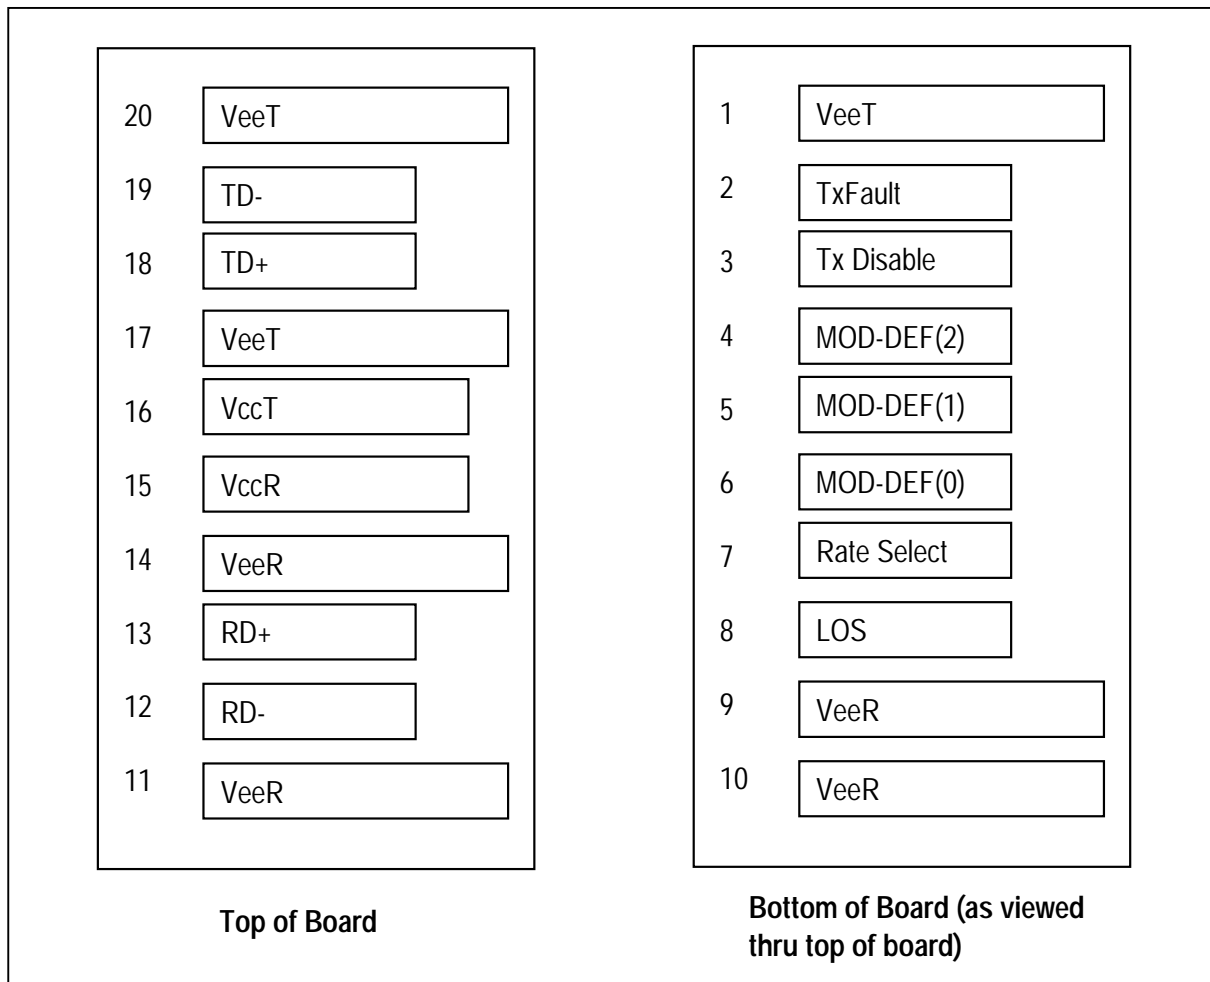 20 VeeT
19 TD-
18 TD+
17 VeeT
16 VccT
15 VccR
14 VeeR
13 RD+
12 RD-
11 VeeR
Top of Board
1 VeeT
2 TxFault
3 Tx Disable
4 MOD-DEF(2)
5 MOD-DEF(1)
6 MOD-DEF(0)
7 Rate Select
8 LOS
9 VeeR
10 VeeR
Bottom of Board (as viewed
thru top of board)